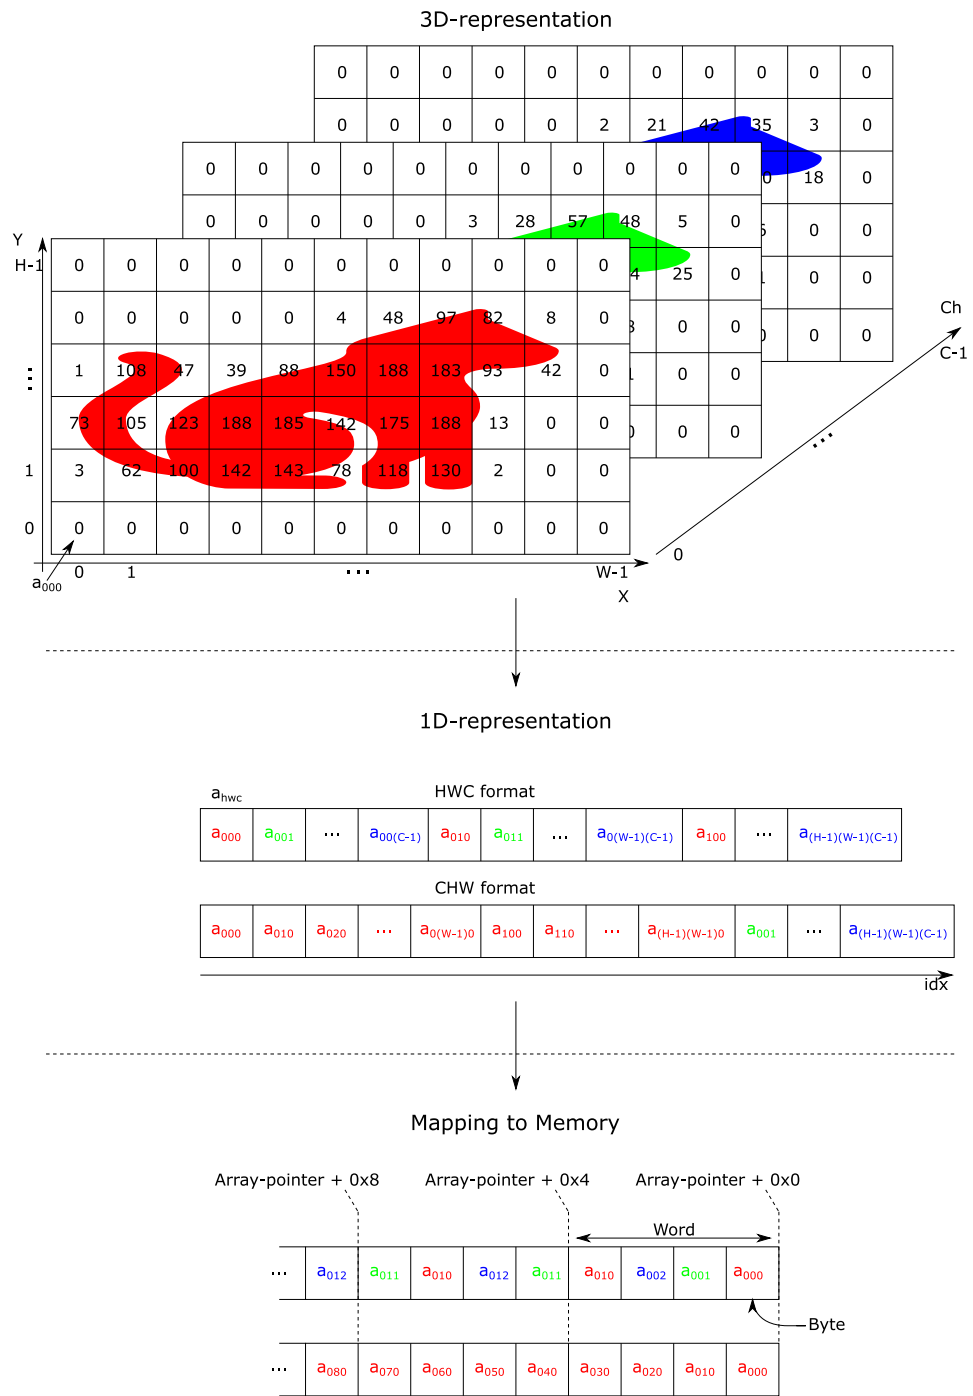 3D-representation
0 0 0 0 0 0 0 0 0 0 0
0 0 0 0 0 2 21 42 35 3 0
0 0 0 0 0 0 0 0 0 0 0
18 0
0 0 0 0 0 3 28 57 48 5 0
0
Y
H-1
0 0 0 0 0 0 0 0 0 0 0
25 0
0
0 0 0 0 0 4 48 97 82 8 0
0 0
0 0
Ch
C-1
⋮
1 108 47 39 88 150 188 183 93 42 0
0 0
73 105 123 188 185 142 175 188 13 0 0
0 0
...
1
3 62 100 142 143 78 118 130 2 0 0
0
0 0 0 0 0 0 0 0 0 0 0
0
a000
0 1 ... W-1
X
1D-representation
ahwc
HWC format
a000 a001 ... a00(C-1) a010 a011 ... a0(W-1)(C-1) a100 ... a(H-1)(W-1)(C-1)
CHW format
a000 a010 a020 ... a0(W-1)0 a100 a110 ... a(H-1)(W-1)0 a001 ... a(H-1)(W-1)(C-1)
idx
Mapping to Memory
Array-pointer + 0x8 Array-pointer + 0x4 Array-pointer + 0x0
Word
... a012 a011 a010 a012 a011 a010 a002 a001 a000
Byte
... a080 a070 a060 a050 a040 a030 a020 a010 a000